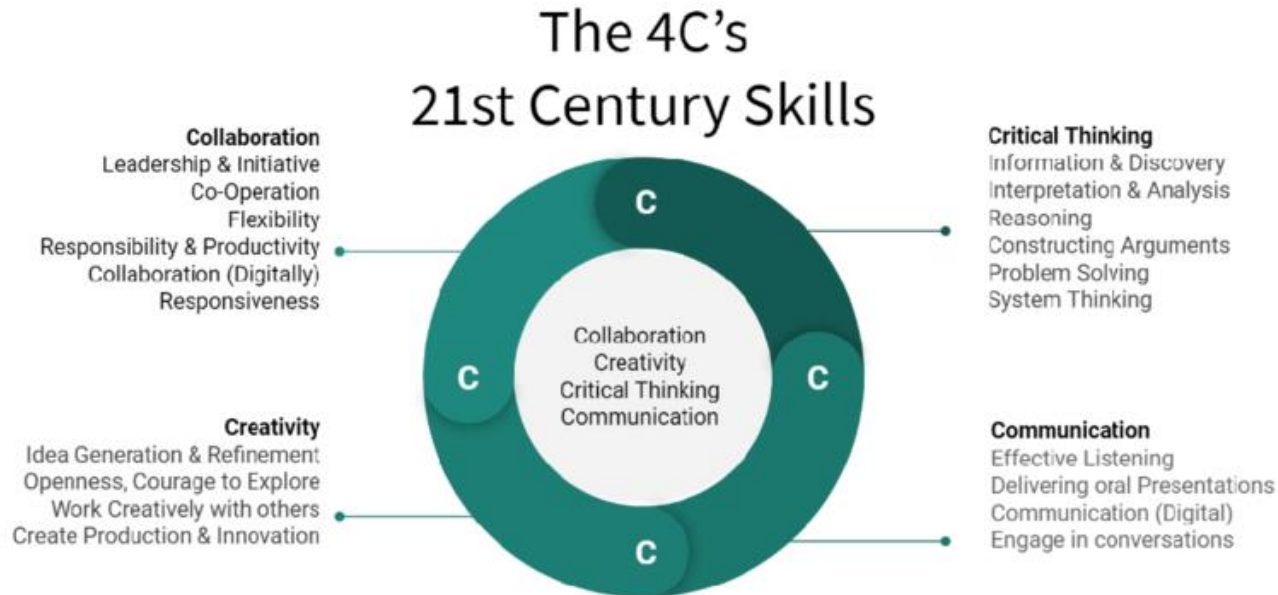 The 4C's
21st Century Skills
Collaboration
Leadership & Initiative
Co-Operation
Flexibility
Responsibility & Productivity
Collaboration (Digitally)
Responsiveness
Critical Thinking
Information & Discovery
Interpretation & Analysis
Reasoning
Constructing Arguments
Problem Solving
System Thinking
C
C
C
C
Collaboration
Creativity
Critical Thinking
Communication
Creativity
Idea Generation & Refinement
Openness, Courage to Explore
Work Creatively with others
Create Production & Innovation
Communication
Effective Listening
Delivering oral Presentations
Communication (Digital)
Engage in conversations